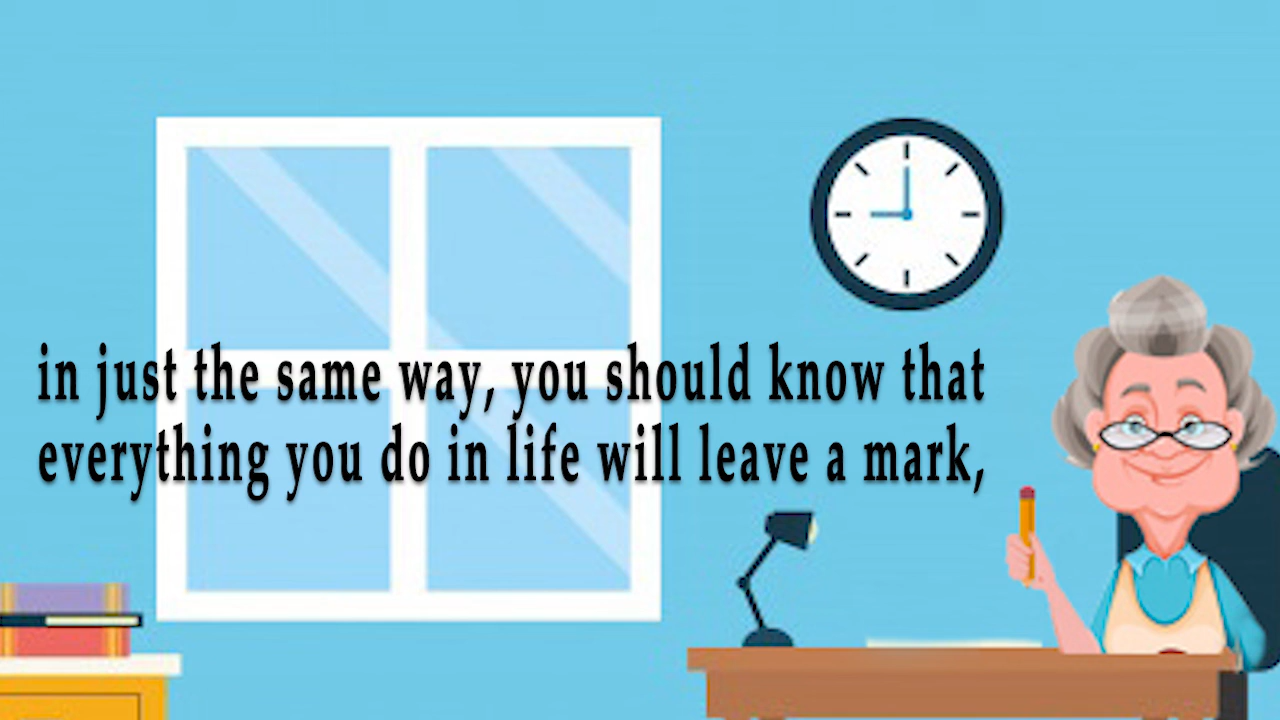 in just the same way, you should know that
everything you do in life will leave a mark,